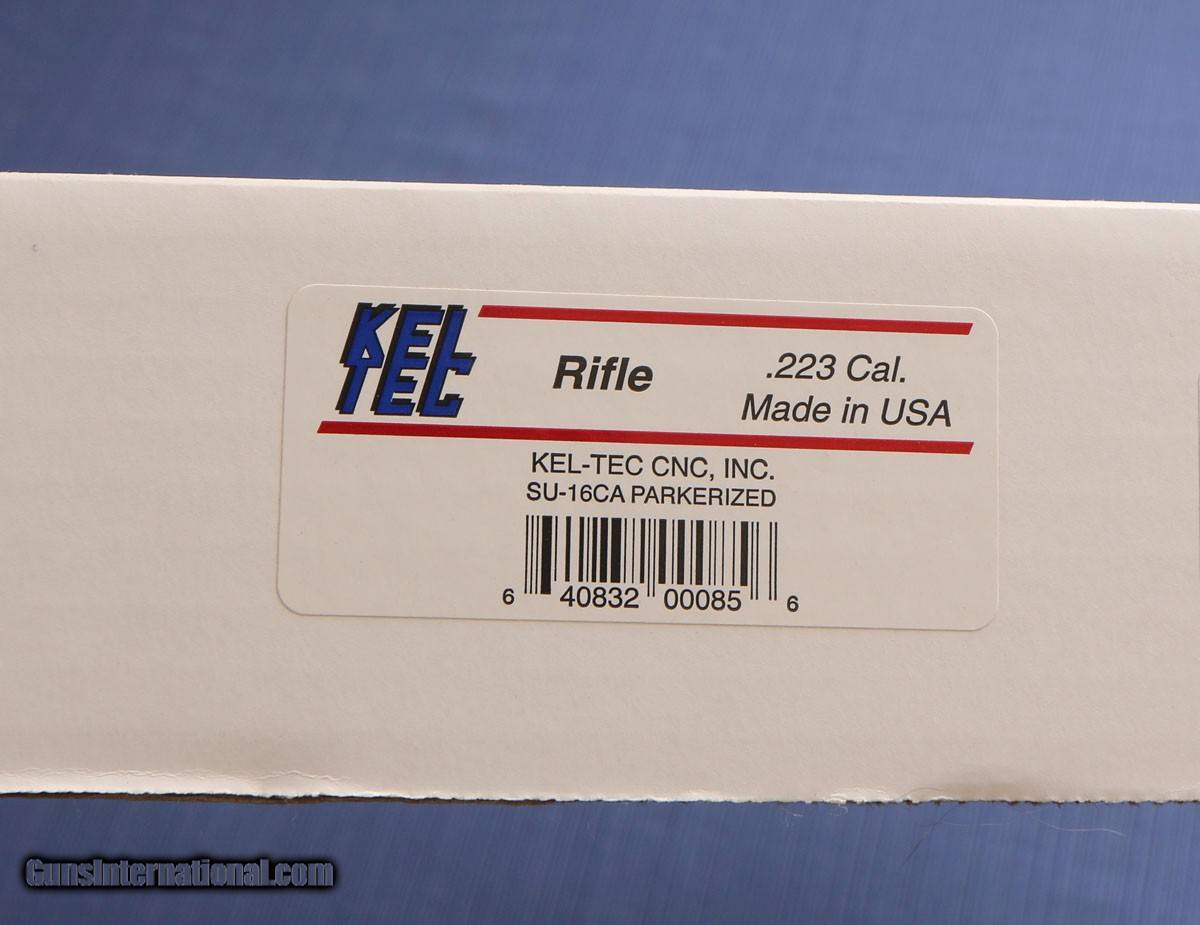 KEL
TEC
Rifle
.223 Cal.
Made in USA
KEL-TEC CNC, INC.
SU-16CA PARKERIZED
6 40832 00085 6
GunsInternational.com